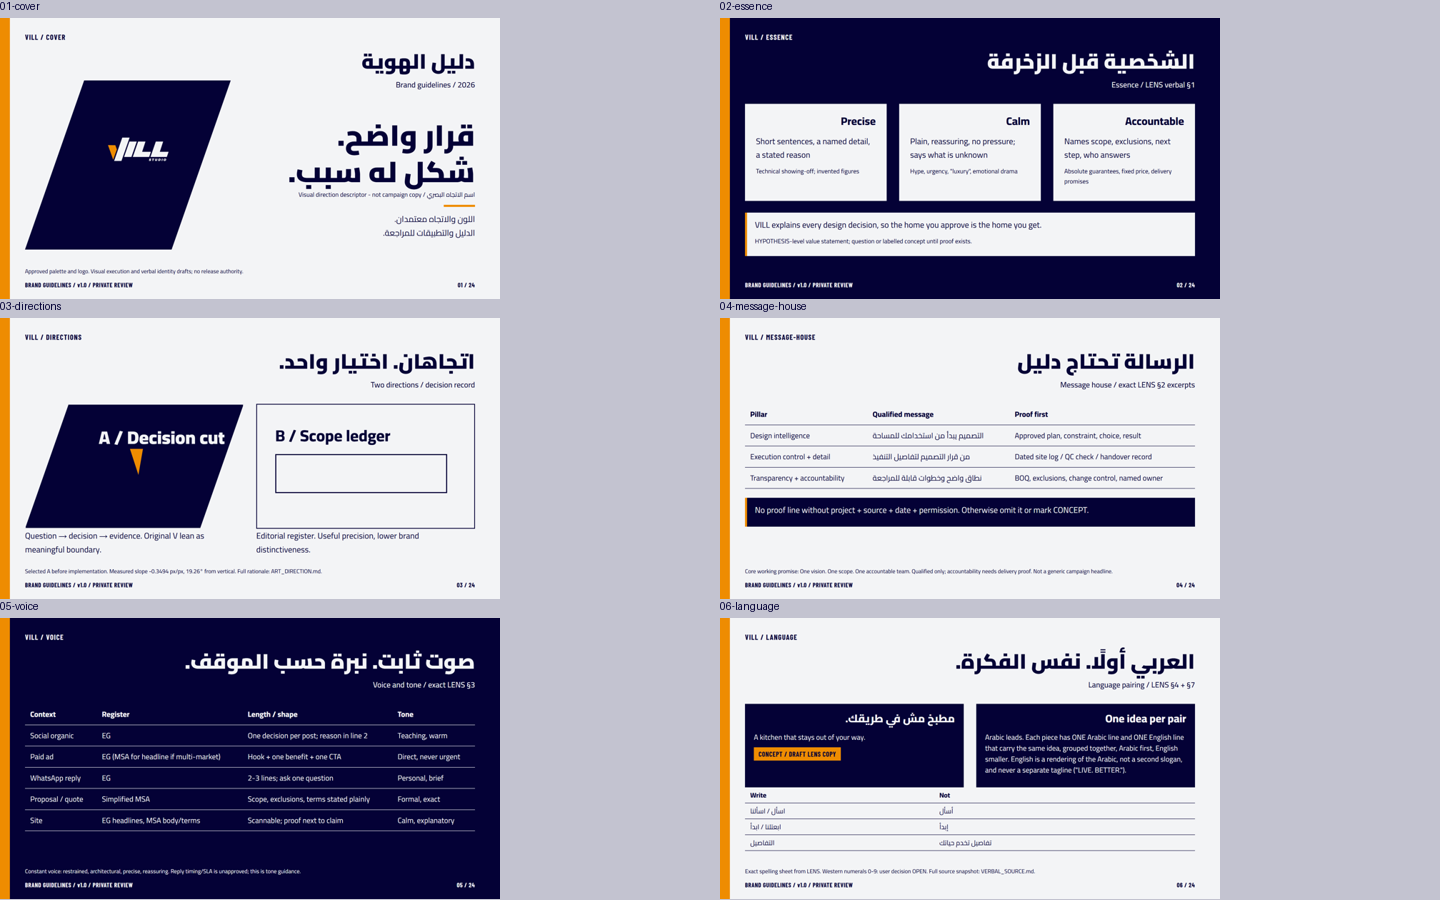 01-cover
VILL / COVER
دليل الهوية
Brand guidelines / 2026
VILL
STUDIO
قرار واضح.
شكل له سبب.
Visual direction descriptor - not campaign copy / اسم الاتجاه البصري
اللون والاتجاه معتمدان.
الدليل والتطبيقات للمراجعة.
Approved palette and logo. Visual execution and verbal identity drafts; no release authority.
BRAND GUIDELINES / v1.0 / PRIVATE REVIEW
01 / 24
02-essence
VILL / ESSENCE
الشخصية قبل الزخرفة
Essence / LENS verbal §1
Precise
Short sentences, a named detail,
a stated reason
Technical showing-off; invented figures
Calm
Plain, reassuring, no pressure;
says what is unknown
Hype, urgency, "luxury", emotional drama
Accountable
Names scope, exclusions, next
step, who answers
Absolute guarantees, fixed price, delivery
promises
VILL explains every design decision, so the home you approve is the home you get.
HYPOTHESIS-level value statement; question or labelled concept until proof exists.
BRAND GUIDELINES / v1.0 / PRIVATE REVIEW
02 / 24
03-directions
VILL / DIRECTIONS
اتجاهان. اختيار واحد.
Two directions / decision record
A / Decision cut
B / Scope ledger
Question → decision → evidence. Original V lean as
meaningful boundary.
Editorial register. Useful precision, lower brand
distinctiveness.
Selected A before implementation. Measured slope -0.3494 px/px, 19.26° from vertical. Full rationale: ART_DIRECTION.md.
BRAND GUIDELINES / v1.0 / PRIVATE REVIEW
03 / 24
04-message-house
VILL / MESSAGE-HOUSE
الرسالة تحتاج دليل
Message house / exact LENS §2 excerpts
Pillar Qualified message Proof first
Design intelligence التصميم يبدأ من استخدامك للمساحة Approved plan, constraint, choice, result
Execution control + detail من قرار التصميم لتفاصيل التنفيذ Dated site log / QC check / handover record
Transparency + accountability نطاق واضح وخطوات قابلة للمراجعة BOQ, exclusions, change control, named owner
No proof line without project + source + date + permission. Otherwise omit it or mark CONCEPT.
Core working promise: One vision. One scope. One accountable team. Qualified only; accountability needs delivery proof. Not a generic campaign headline.
BRAND GUIDELINES / v1.0 / PRIVATE REVIEW
04 / 24
05-voice
VILL / VOICE
صوت ثابت. نبرة حسب الموقف.
Voice and tone / exact LENS §3
Context Register Length / shape Tone
Social organic EG One decision per post; reason in line 2 Teaching, warm
Paid ad EG (MSA for headline if multi-market) Hook + one benefit + one CTA Direct, never urgent
WhatsApp reply EG 2-3 lines; ask one question Personal, brief
Proposal / quote Simplified MSA Scope, exclusions, terms stated plainly Formal, exact
Site EG headlines, MSA body/terms Scannable; proof next to claim Calm, explanatory
Constant voice: restrained, architectural, precise, reassuring. Reply timing/SLA is unapproved; this is tone guidance.
BRAND GUIDELINES / v1.0 / PRIVATE REVIEW
05 / 24
06-language
VILL / LANGUAGE
العربي أولًا. نفس الفكرة.
Language pairing / LENS §4 + §7
مطبخ مش في طريقك.
A kitchen that stays out of your way.
CONCEPT / DRAFT LENS COPY
One idea per pair
Arabic leads. Each piece has ONE Arabic line and ONE English line
that carry the same idea, grouped together, Arabic first, English
smaller. English is a rendering of the Arabic, not a second slogan,
and never a separate tagline ("LIVE. BETTER.").
Write Not
اسأل / اسألنا أسأل
ابعتلنا / ابدأ إبدأ
التفاصيل تفاصيل تخدم حياتك
Exact spelling sheet from LENS. Western numerals 0-9: user decision OPEN. Full source snapshot: VERBAL_SOURCE.md.
BRAND GUIDELINES / v1.0 / PRIVATE REVIEW
06 / 24